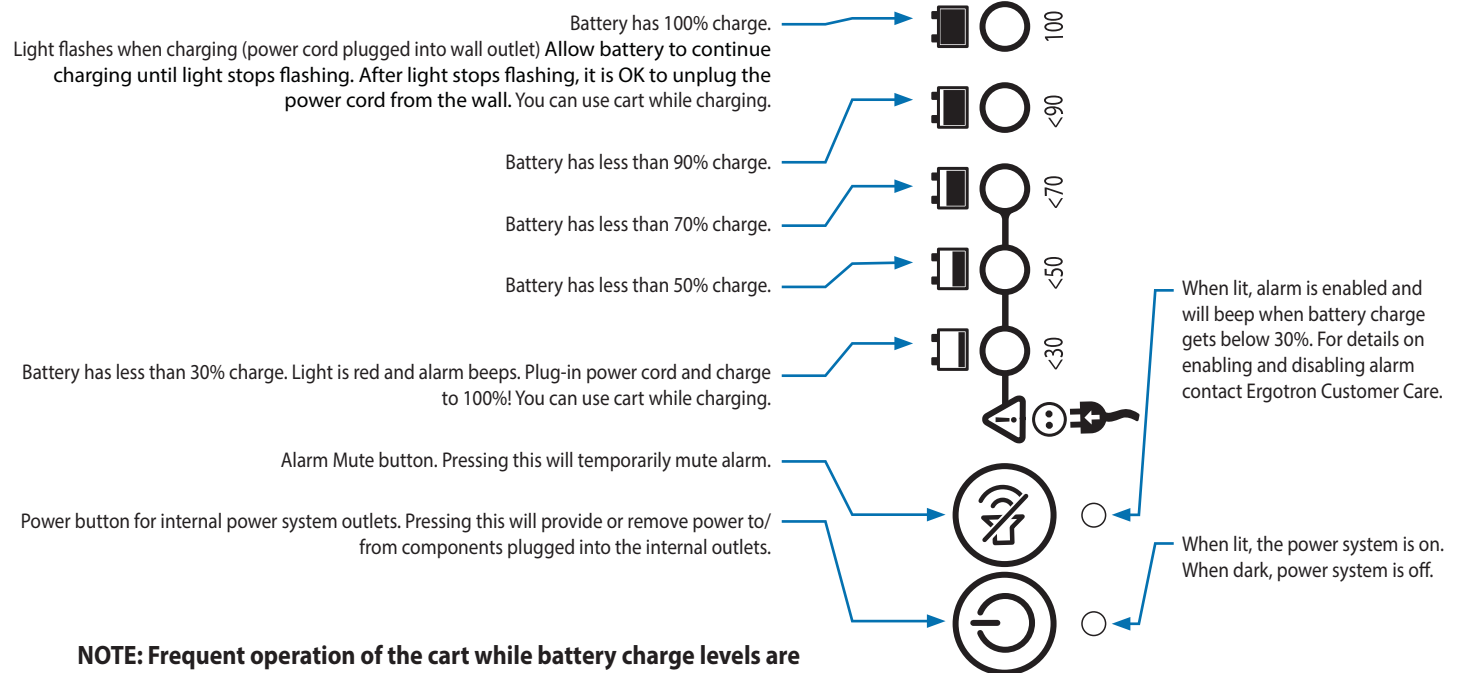 Battery has 100% charge.
Light flashes when charging (power cord plugged into wall outlet) Allow battery to continue
charging until light stops flashing. After light stops flashing, it is OK to unplug the
power cord from the wall. You can use cart while charging.
100
<90
Battery has less than 90% charge.
<70
Battery has less than 70% charge.
<50
Battery has less than 50% charge.
When lit, alarm is enabled and
will beep when battery charge
gets below 30%. For details on
enabling and disabling alarm
contact Ergotron Customer Care.
<30
Battery has less than 30% charge. Light is red and alarm beeps. Plug-in power cord and charge
to 100%! You can use cart while charging.
!
Alarm Mute button. Pressing this will temporarily mute alarm.
Power button for internal power system outlets. Pressing this will provide or remove power to/
from components plugged into the internal outlets.
When lit, the power system is on.
When dark, power system is off.
NOTE: Frequent operation of the cart while battery charge levels are